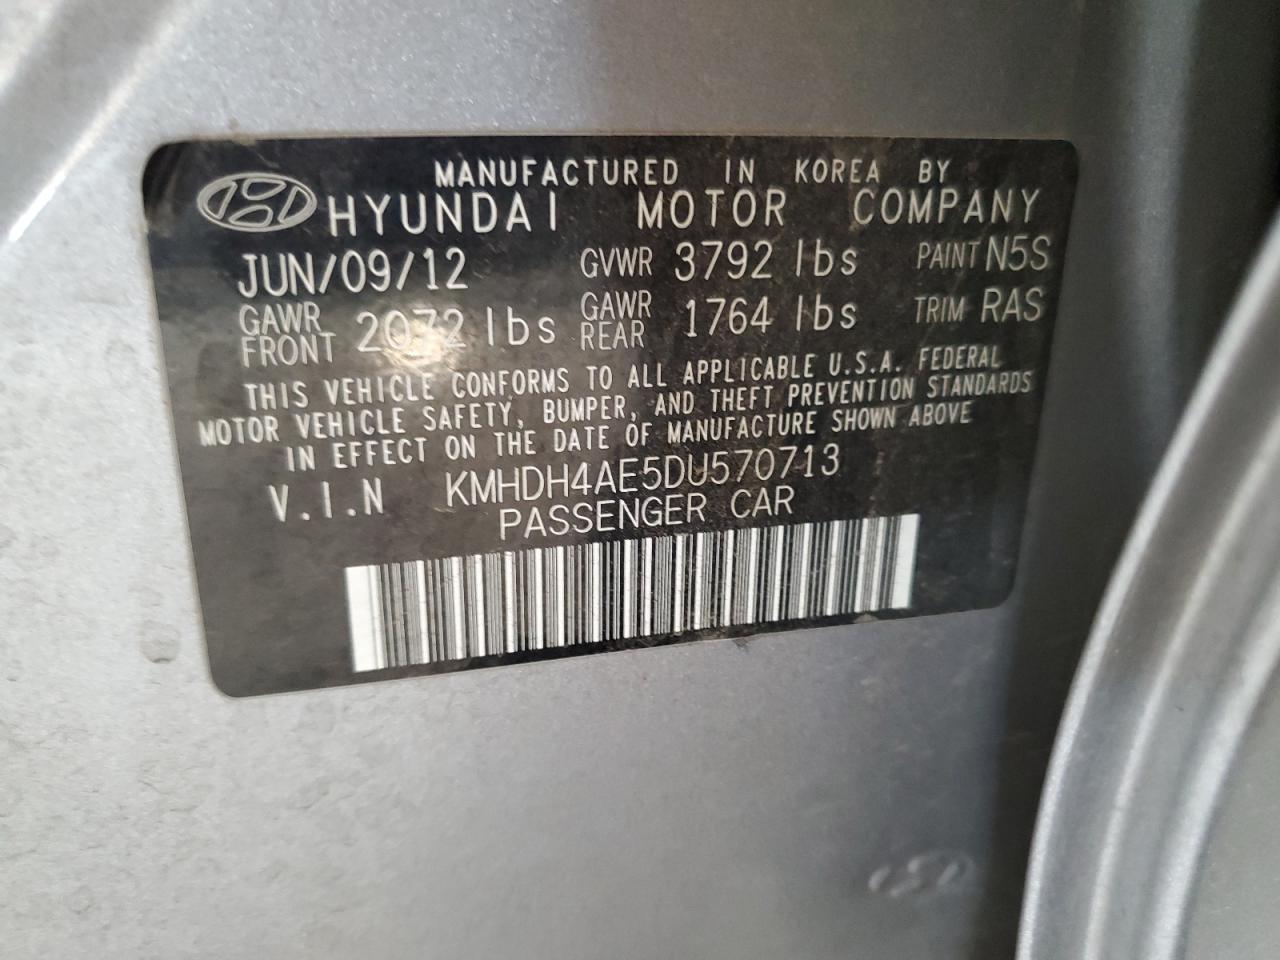 MANUFACTURED IN KOREA BY
HYUNDAI MOTOR COMPANY
JUN/09/12 GVWR 3792 lbs PAINT N5S
GAWR FRONT 2072 lbs GAWR REAR 1764 lbs TRIM RAS
THIS VEHICLE CONFORMS TO ALL APPLICABLE U.S.A. FEDERAL
MOTOR VEHICLE SAFETY, BUMPER, AND THEFT PREVENTION STANDARDS
IN EFFECT ON THE DATE OF MANUFACTURE SHOWN ABOVE
V.I.N KMHDH4AE5DU570713
PASSENGER CAR